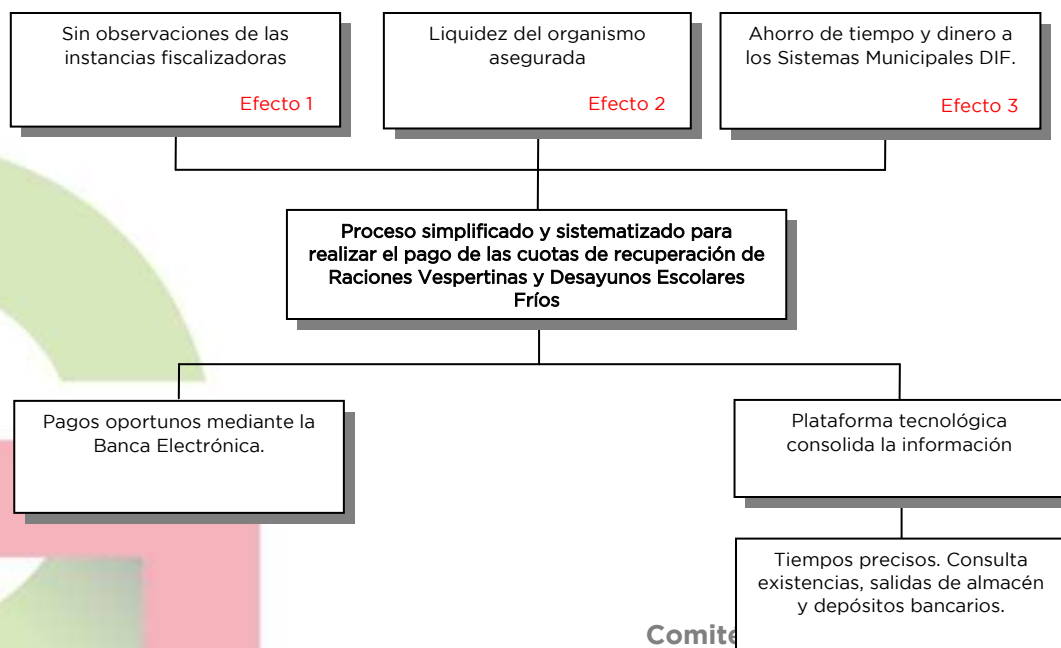 Sin observaciones de las
instancias fiscalizadoras
Efecto 1
Liquidez del organismo
asegurada
Efecto 2
Ahorro de tiempo y dinero a
los Sistemas Municipales DIF.
Efecto 3
Proceso simplificado y sistematizado para
realizar el pago de las cuotas de recuperación de
Raciones Vespertinas y Desayunos Escolares
Fríos
Pagos oportunos mediante la
Banca Electrónica.
Plataforma tecnológica
consolida la información
Tiempos precisos. Consulta
existencias, salidas de almacén
y depósitos bancarios.